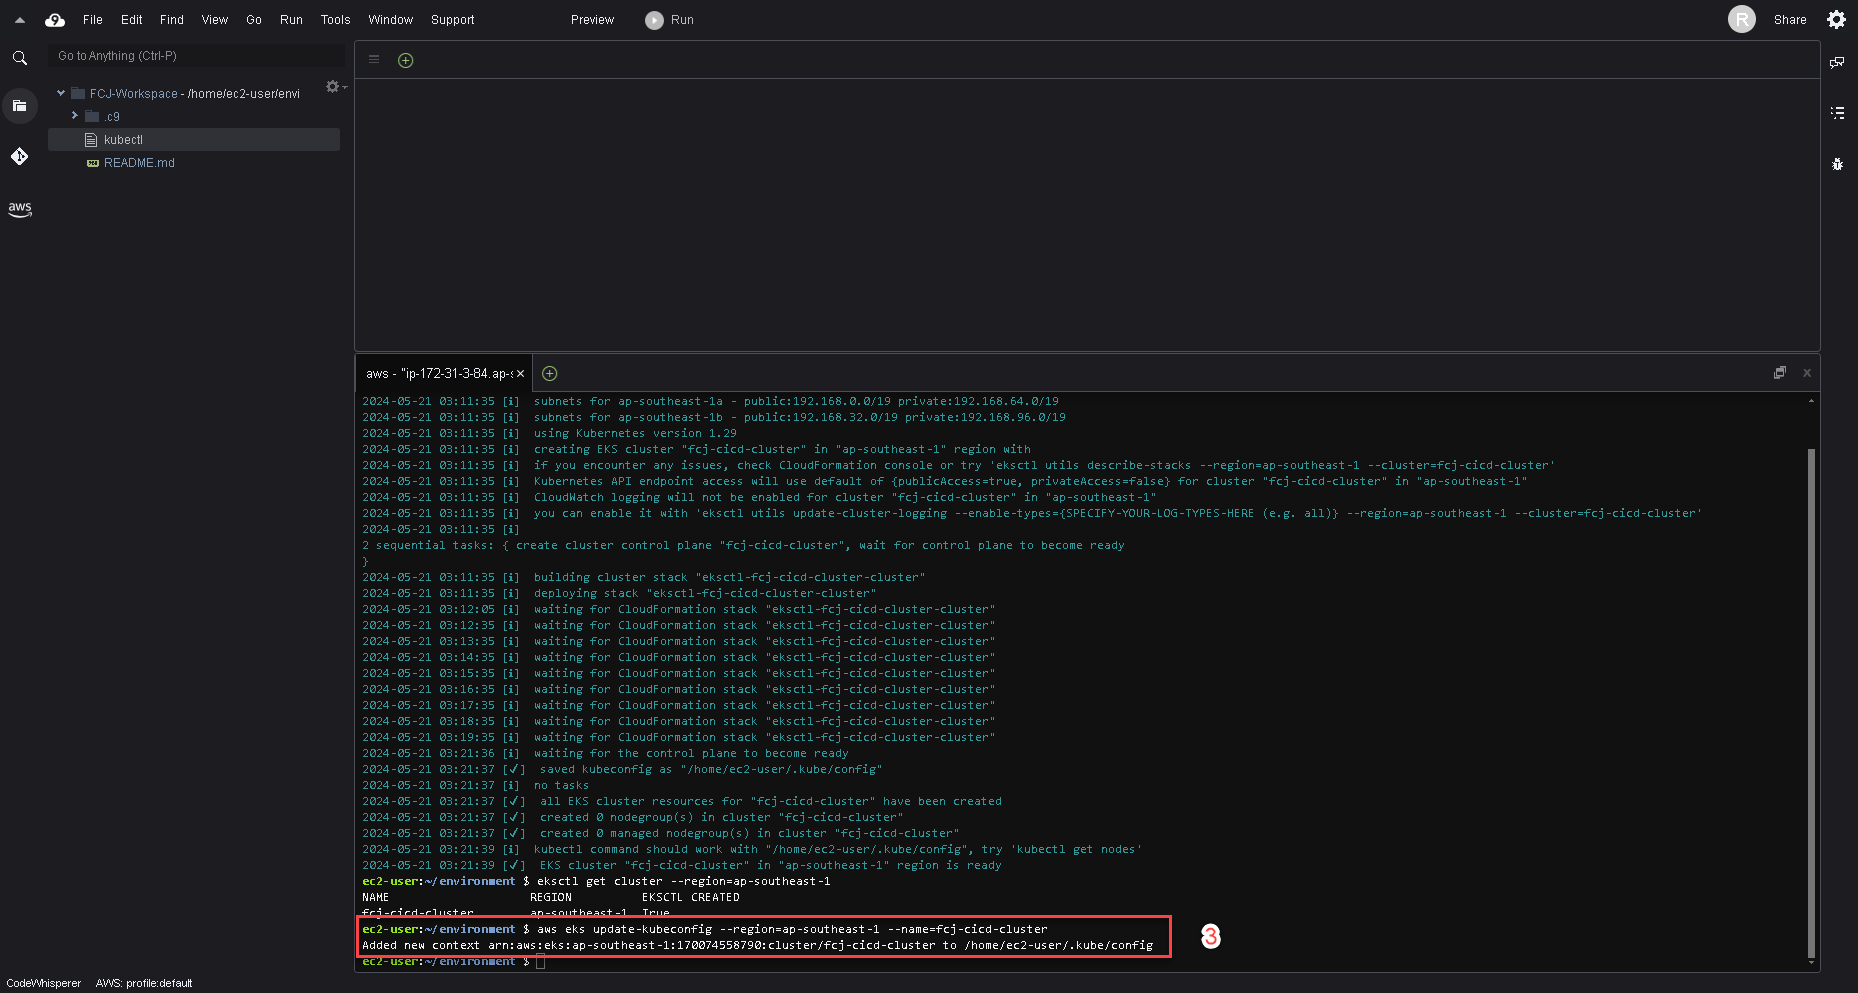 File Edit Find View Go Run Tools Window Support Preview Run R Share
Go to Anything (Ctrl-P)
FCJ-Workspace - /home/ec2-user/envi
.c9
kubectl
README.md
aws
aws - "ip-172-31-3-84.ap-s
2024-05-21 03:11:35 [i]  subnets for ap-southeast-1a - public:192.168.0.0/19 private:192.168.64.0/19
2024-05-21 03:11:35 [i]  subnets for ap-southeast-1b - public:192.168.32.0/19 private:192.168.96.0/19
2024-05-21 03:11:35 [i]  using Kubernetes version 1.29
2024-05-21 03:11:35 [i]  creating EKS cluster "fcj-cicd-cluster" in "ap-southeast-1" region with
2024-05-21 03:11:35 [i]  if you encounter any issues, check CloudFormation console or try 'eksctl utils describe-stacks --region=ap-southeast-1 --cluster=fcj-cicd-cluster'
2024-05-21 03:11:35 [i]  Kubernetes API endpoint access will use default of {publicAccess=true, privateAccess=false} for cluster "fcj-cicd-cluster" in "ap-southeast-1"
2024-05-21 03:11:35 [i]  CloudWatch logging will not be enabled for cluster "fcj-cicd-cluster" in "ap-southeast-1"
2024-05-21 03:11:35 [i]  you can enable it with 'eksctl utils update-cluster-logging --enable-types={SPECIFY-YOUR-LOG-TYPES-HERE (e.g. all)} --region=ap-southeast-1 --cluster=fcj-cicd-cluster'
2024-05-21 03:11:35 [i]
2 sequential tasks: { create cluster control plane "fcj-cicd-cluster", wait for control plane to become ready
}
2024-05-21 03:11:35 [i]  building cluster stack "eksctl-fcj-cicd-cluster-cluster"
2024-05-21 03:11:35 [i]  deploying stack "eksctl-fcj-cicd-cluster-cluster"
2024-05-21 03:12:05 [i]  waiting for CloudFormation stack "eksctl-fcj-cicd-cluster-cluster"
2024-05-21 03:12:35 [i]  waiting for CloudFormation stack "eksctl-fcj-cicd-cluster-cluster"
2024-05-21 03:13:35 [i]  waiting for CloudFormation stack "eksctl-fcj-cicd-cluster-cluster"
2024-05-21 03:14:35 [i]  waiting for CloudFormation stack "eksctl-fcj-cicd-cluster-cluster"
2024-05-21 03:15:35 [i]  waiting for CloudFormation stack "eksctl-fcj-cicd-cluster-cluster"
2024-05-21 03:16:35 [i]  waiting for CloudFormation stack "eksctl-fcj-cicd-cluster-cluster"
2024-05-21 03:17:35 [i]  waiting for CloudFormation stack "eksctl-fcj-cicd-cluster-cluster"
2024-05-21 03:18:35 [i]  waiting for CloudFormation stack "eksctl-fcj-cicd-cluster-cluster"
2024-05-21 03:19:35 [i]  waiting for CloudFormation stack "eksctl-fcj-cicd-cluster-cluster"
2024-05-21 03:21:36 [i]  waiting for the control plane to become ready
2024-05-21 03:21:37 [✓]  saved kubeconfig as "/home/ec2-user/.kube/config"
2024-05-21 03:21:37 [i]  no tasks
2024-05-21 03:21:37 [✓]  all EKS cluster resources for "fcj-cicd-cluster" have been created
2024-05-21 03:21:37 [✓]  created 0 nodegroup(s) in cluster "fcj-cicd-cluster"
2024-05-21 03:21:37 [✓]  created 0 managed nodegroup(s) in cluster "fcj-cicd-cluster"
2024-05-21 03:21:39 [i]  kubectl command should work with "/home/ec2-user/.kube/config", try 'kubectl get nodes'
2024-05-21 03:21:39 [✓]  EKS cluster "fcj-cicd-cluster" in "ap-southeast-1" region is ready
ec2-user:~/environment $ eksctl get cluster --region=ap-southeast-1
NAME REGION EKSCTL CREATED
fcj-cicd-cluster ap-southeast-1 True
ec2-user:~/environment $ aws eks update-kubeconfig --region=ap-southeast-1 --name=fcj-cicd-cluster
Added new context arn:aws:eks:ap-southeast-1:170074558790:cluster/fcj-cicd-cluster to /home/ec2-user/.kube/config
3
ec2-user:~/environment $
CodeWhisperer AWS: profile:default